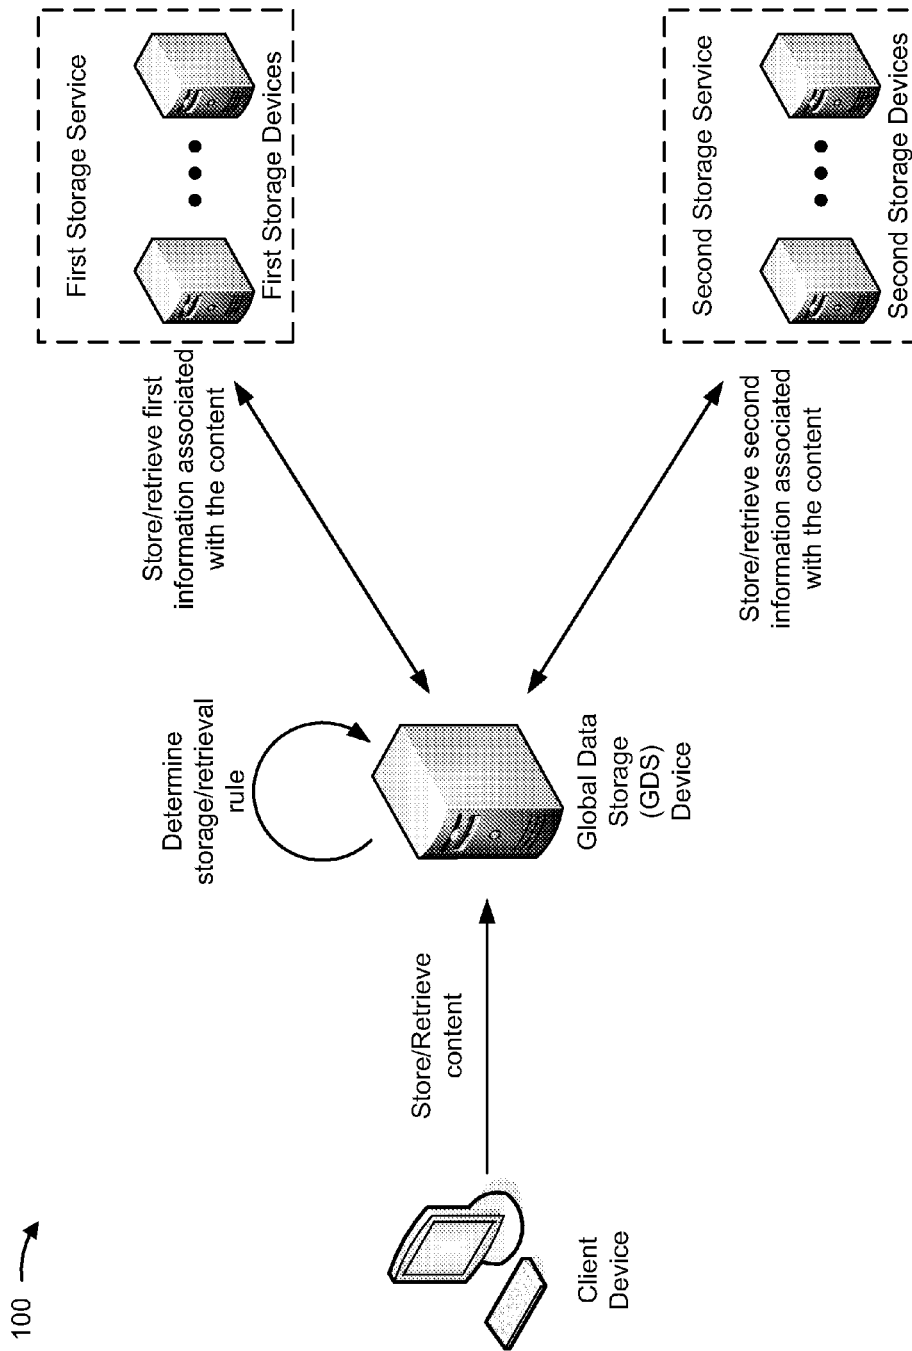 100
Client
Device
Store/Retrieve
content
Determine
storage/retrieval
rule
Global Data
Storage
(GDS)
Device
Store/retrieve first
information associated
with the content
First Storage Service
First Storage Devices
Store/retrieve second
information associated
with the content
Second Storage Service
Second Storage Devices